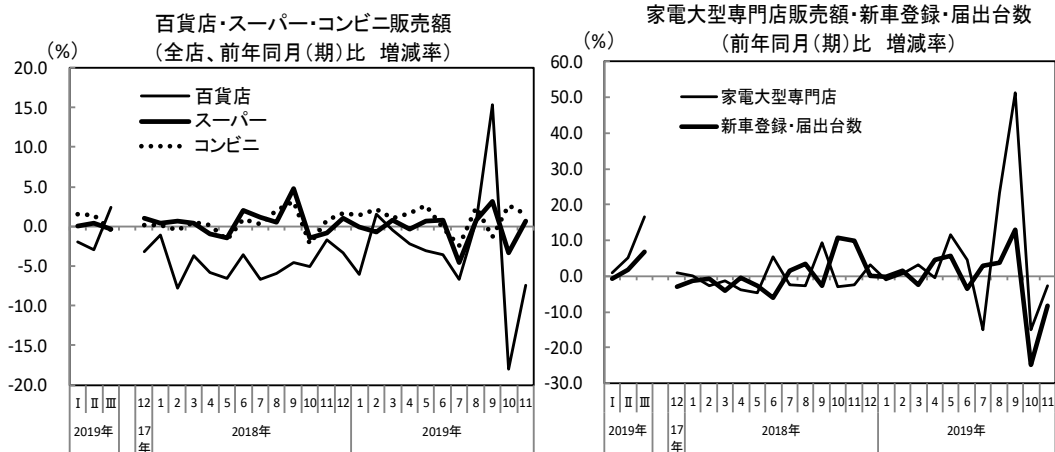 百貨店・スーパー・コンビニ販売額
(全店、前年同月(期)比 増減率)
(%)
20.0
15.0
10.0
5.0
0.0
-5.0
-10.0
-15.0
-20.0
百貨店
スーパー
コンビニ
Ⅰ Ⅱ Ⅲ 12 1 2 3 4 5 6 7 8 9 10 11 12 1 2 3 4 5 6 7 8 9 10 11
2019年 17年 2018年 2019年
家電大型専門店販売額・新車登録・届出台数
(前年同月(期)比 増減率)
(%)
60.0
50.0
40.0
30.0
20.0
10.0
0.0
-10.0
-20.0
-30.0
家電大型専門店
新車登録・届出台数
Ⅰ Ⅱ Ⅲ 12 1 2 3 4 5 6 7 8 9 10 11 12 1 2 3 4 5 6 7 8 9 10 11
2019年 17年 2018年 2019年